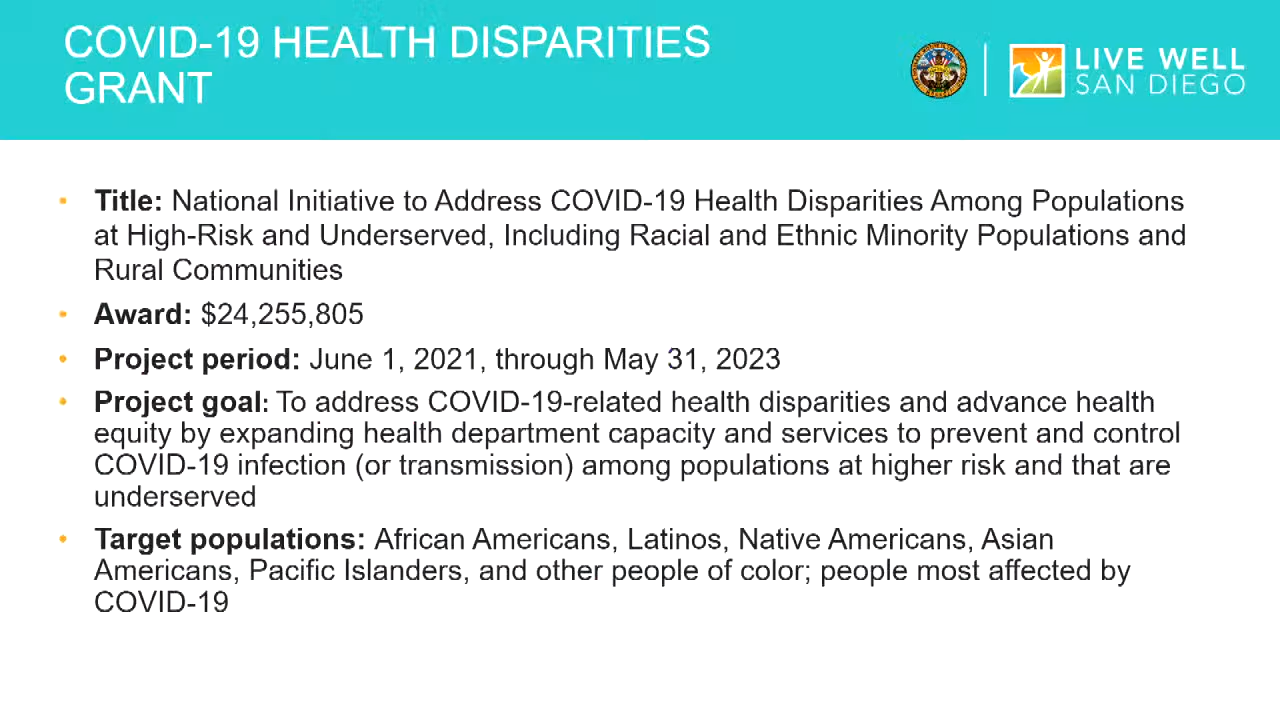 COVID-19 HEALTH DISPARITIES
GRANT
LIVE WELL
SAN DIEGO
Title: National Initiative to Address COVID-19 Health Disparities Among Populations
at High-Risk and Underserved, Including Racial and Ethnic Minority Populations and
Rural Communities
Award: $24,255,805
Project period: June 1, 2021, through May 31, 2023
Project goal: To address COVID-19-related health disparities and advance health
equity by expanding health department capacity and services to prevent and control
COVID-19 infection (or transmission) among populations at higher risk and that are
underserved
Target populations: African Americans, Latinos, Native Americans, Asian
Americans, Pacific Islanders, and other people of color; people most affected by
COVID-19